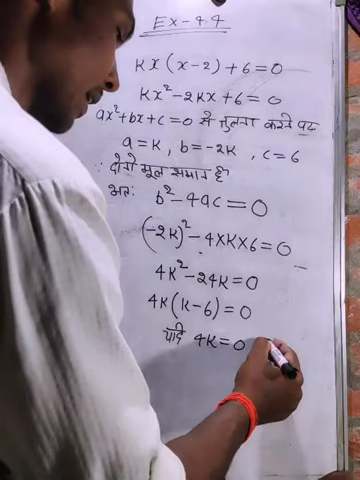 Ex-4.4
Kx(x-2)+6=0
Kx²-2Kx+6=0
ax²+bx+c=0 से तुलना करने पर
a=K, b=-2K, c=6
∵ दोनो मूल समान है
अतः b²-4ac=0
(-2K)²-4×K×6=0
4K²-24K=0
4K(K-6)=0
यदि 4K=0